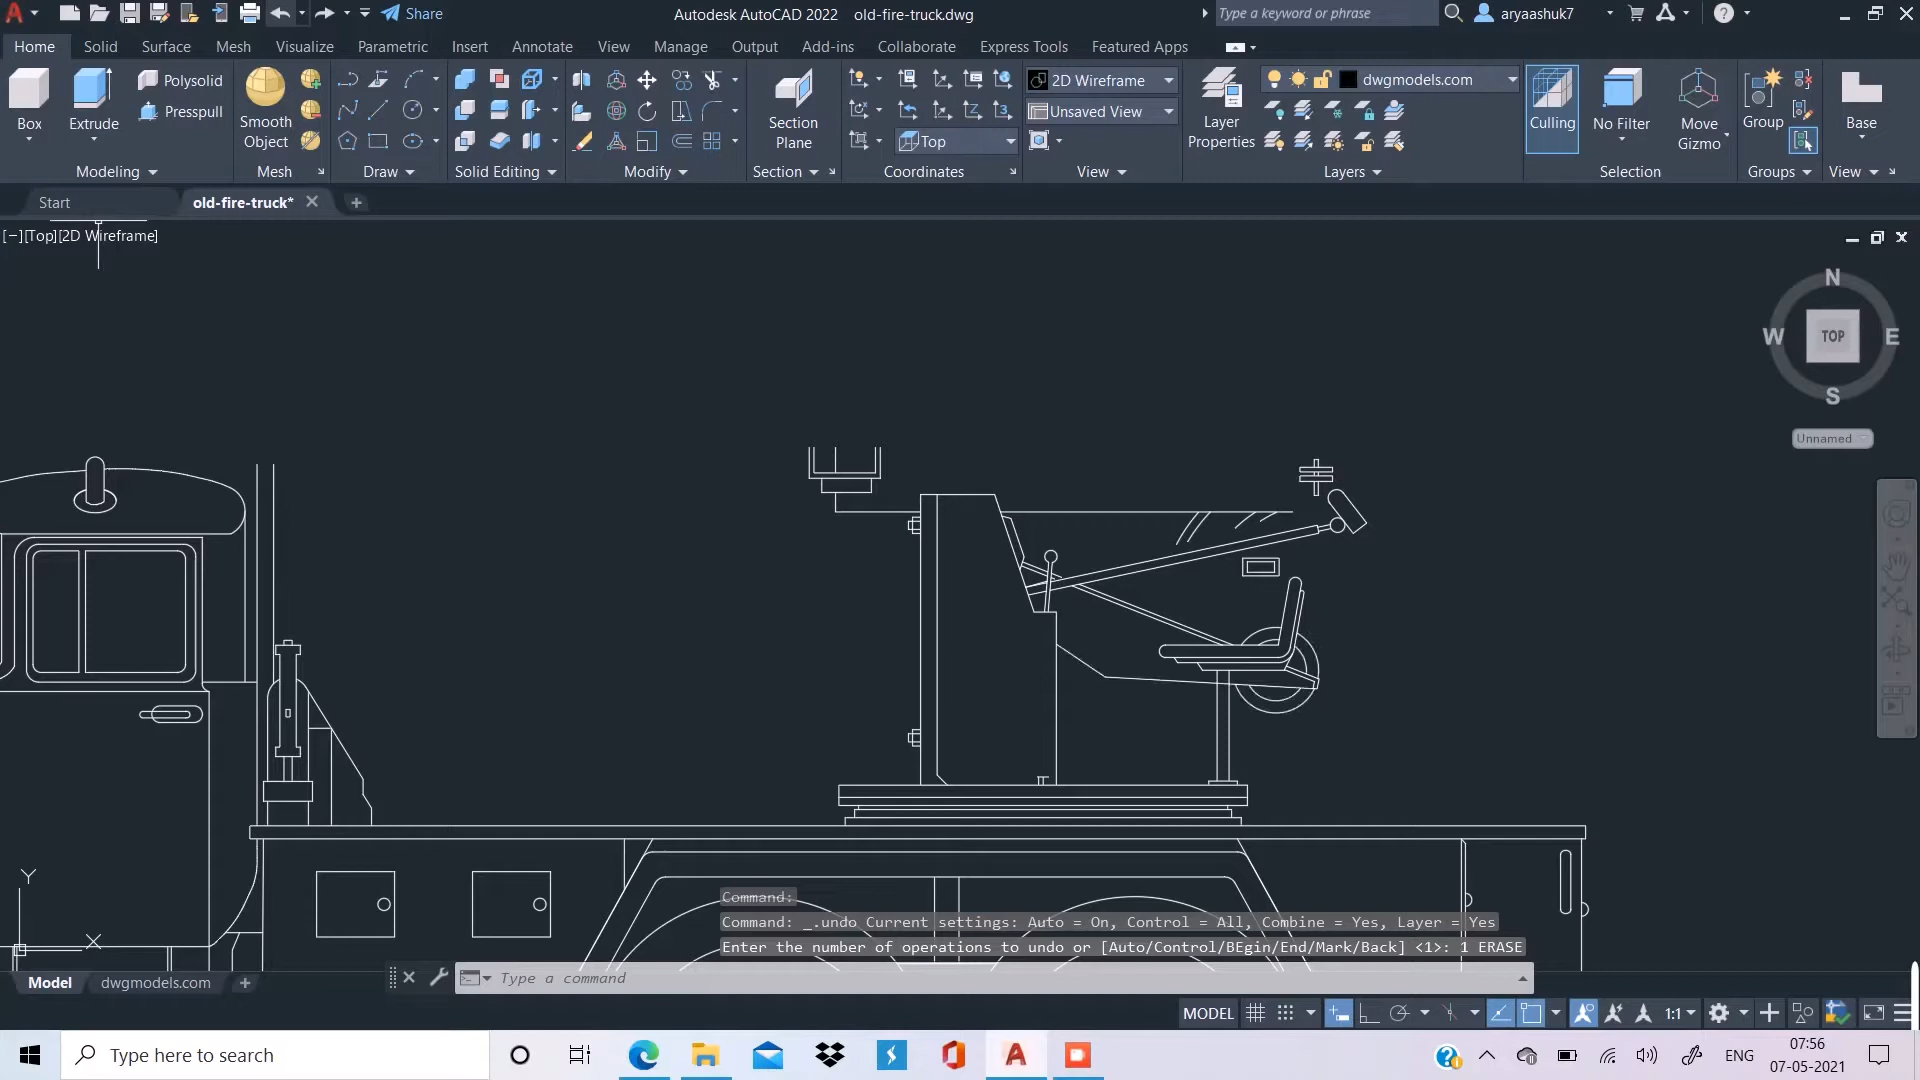 Share
Autodesk AutoCAD 2022 old-fire-truck.dwg
Type a keyword or phrase
aryaashuk7
Home Solid Surface Mesh Visualize Parametric Insert Annotate View Manage Output Add-ins Collaborate Express Tools Featured Apps
Box
Extrude
Polysolid
Presspull
Smooth
Object
Section
Plane
Top
2D Wireframe
Unsaved View
Layer
Properties
dwgmodels.com
Culling
No Filter
Move
Gizmo
Group
Base
Modeling Mesh Draw Solid Editing Modify Section Coordinates View Layers Selection Groups View
Start old-fire-truck*
[−][Top][2D Wireframe]
N
W TOP E
S
Unnamed
Y
X
Command:
Command: _.undo Current settings: Auto = On, Control = All, Combine = Yes, Layer = Yes
Enter the number of operations to undo or [Auto/Control/BEgin/End/Mark/Back] <1>: 1 ERASE
Type a command
Model dwgmodels.com
MODEL 1:1
Type here to search
ENG
07:56
07-05-2021